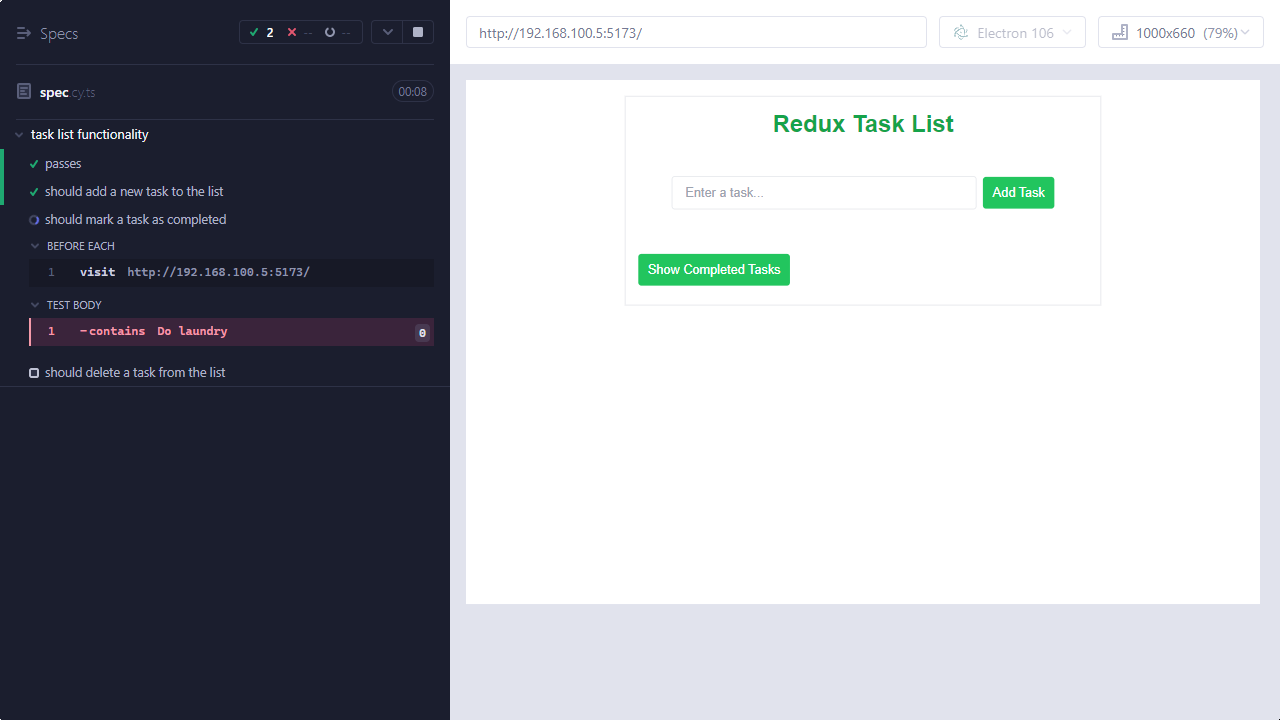 Specs
2 -- --
spec.cy.ts 00:08
task list functionality
passes
should add a new task to the list
should mark a task as completed
BEFORE EACH
1 visit http://192.168.100.5:5173/
TEST BODY
1 -contains Do laundry 0
should delete a task from the list
http://192.168.100.5:5173/
Electron 106
1000x660 (79%)
Redux Task List
Enter a task...
Add Task
Show Completed Tasks